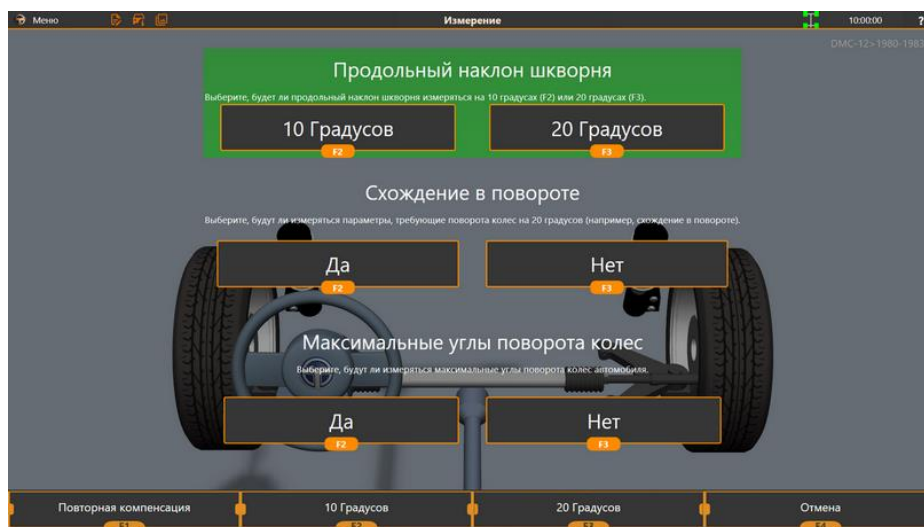 Меню
Измерение
10:00:00
?
DMC-12>1980-1983
Продольный наклон шкворня
Выберите, будет ли продольный наклон шкворня измеряться на 10 градусах (F2) или 20 градусах (F3).
10 Градусов
20 Градусов
F2
F3
Схождение в повороте
Выберите, будут ли измеряться параметры, требующие поворота колес на 20 градусов (например, схождение в повороте).
Да
Нет
F2
F3
Максимальные углы поворота колес
Выберите, будут ли измеряться максимальные углы поворота колес автомобиля.
Да
Нет
F2
F3
Повторная компенсация
10 Градусов
20 Градусов
Отмена
F1
F2
F3
F4